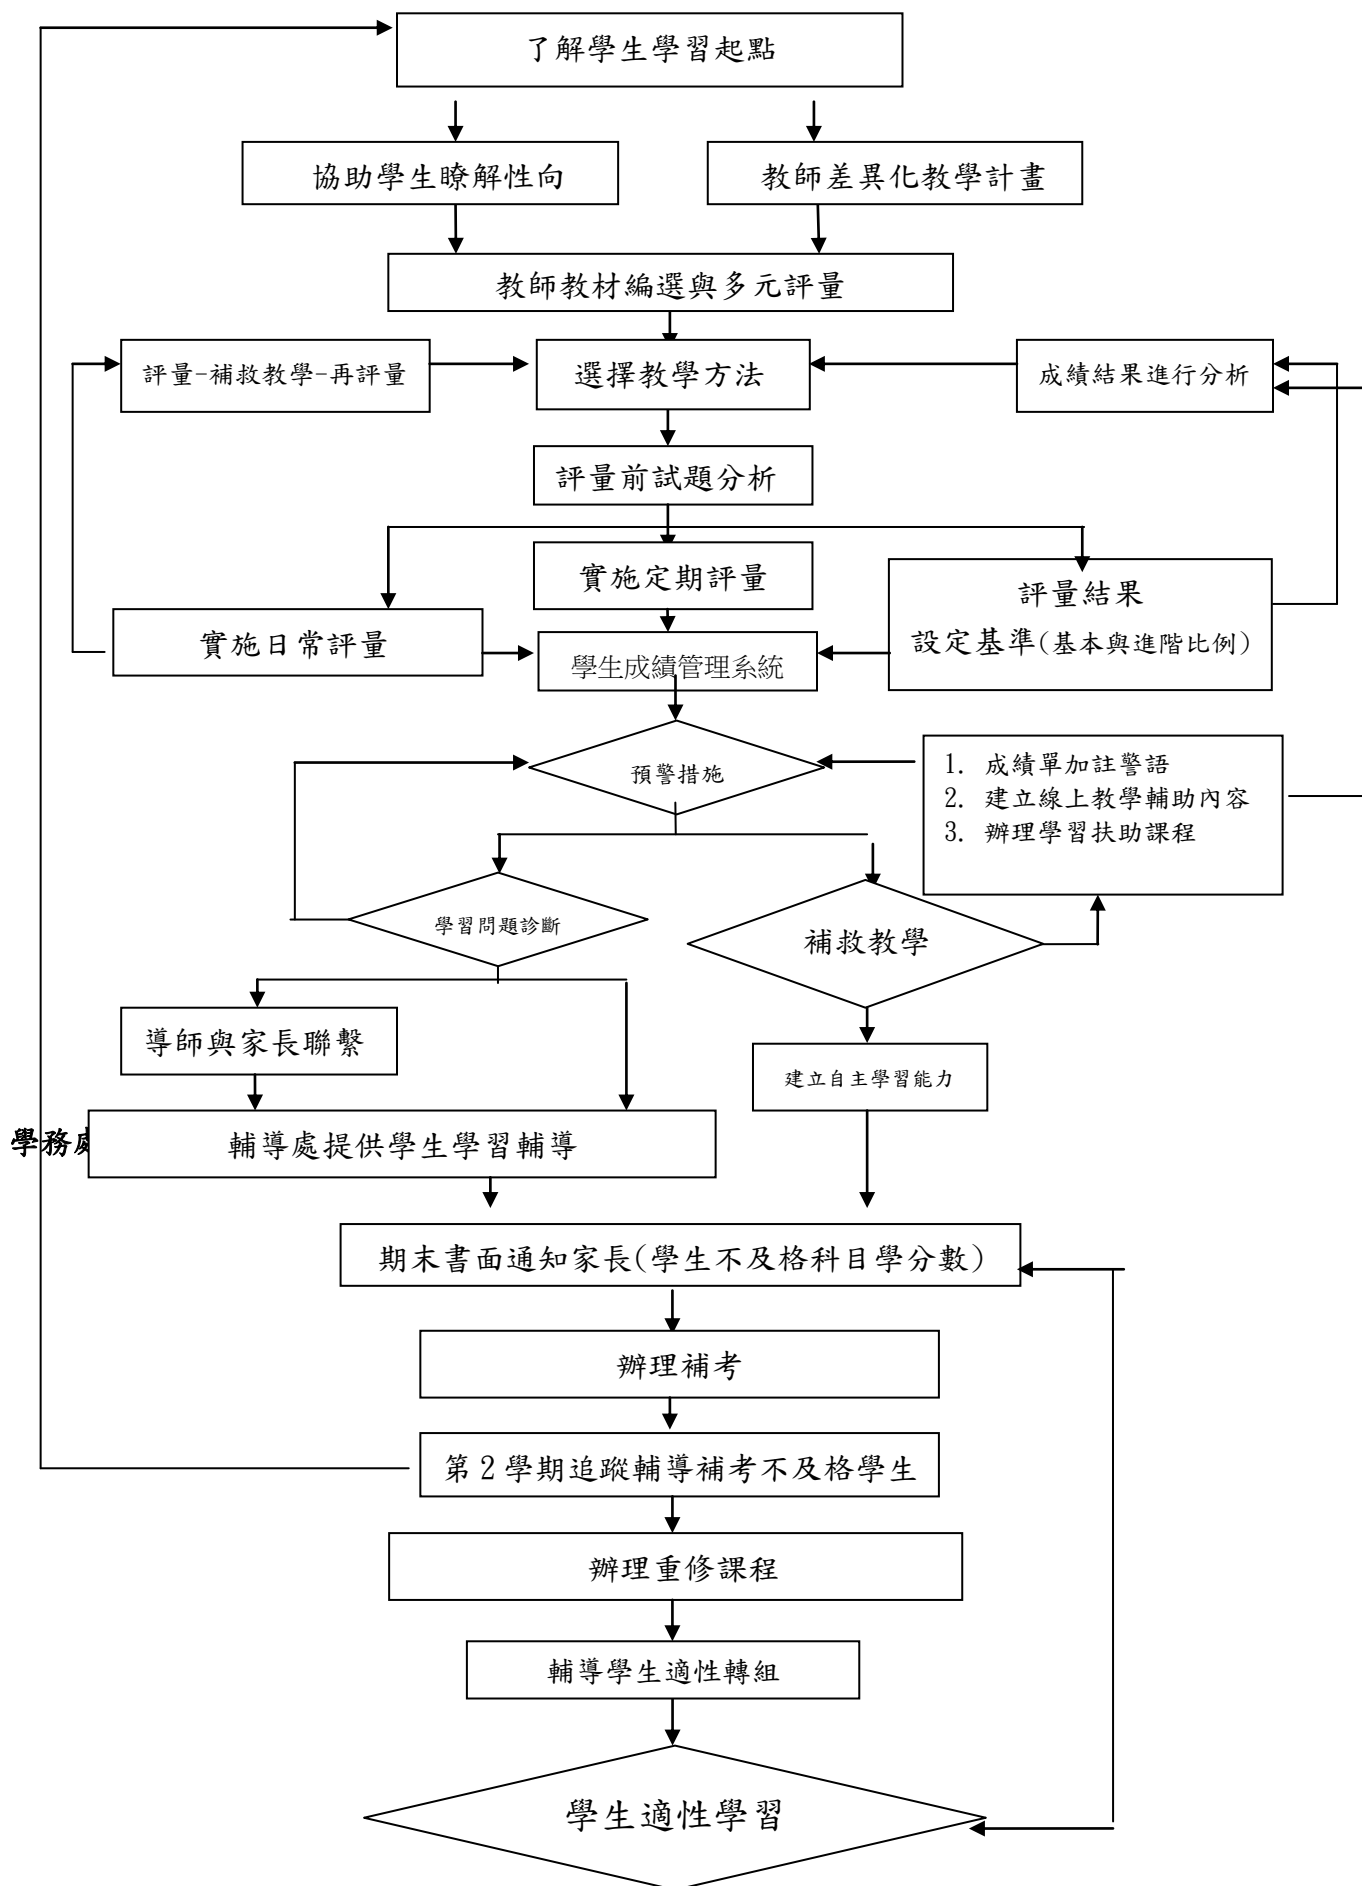 了解學生學習起點
協助學生瞭解性向
教師差異化教學計畫
教師教材編選與多元評量
評量-補救教學-再評量
選擇教學方法
成績結果進行分析
評量前試題分析
實施定期評量
評量結果
設定基準(基本與進階比例)
實施日常評量
學生成績管理系統
預警措施
1. 成績單加註警語
2. 建立線上教學輔助內容
3. 辦理學習扶助課程
學習問題診斷
補救教學
導師與家長聯繫
建立自主學習能力
學務處
輔導處提供學生學習輔導
期末書面通知家長(學生不及格科目學分數)
辦理補考
第2學期追蹤輔導補考不及格學生
辦理重修課程
輔導學生適性轉組
學生適性學習